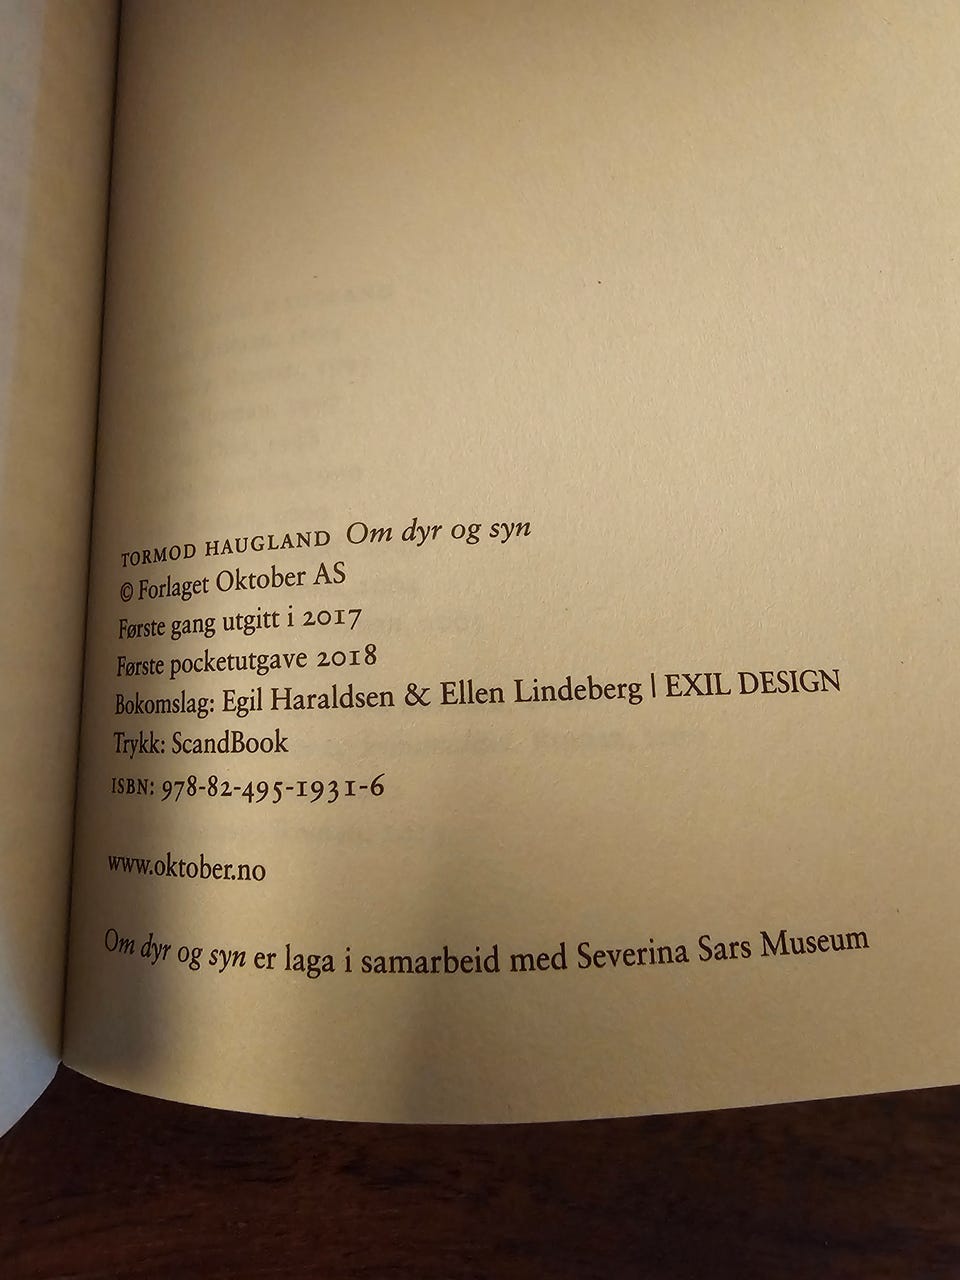 TORMOD HAUGLAND Om dyr og syn
© Forlaget Oktober AS
Første gang utgitt i 2017
Første pocketutgave 2018
Bokomslag: Egil Haraldsen & Ellen Lindeberg | EXIL DESIGN
Trykk: ScandBook
ISBN: 978-82-495-1931-6
www.oktober.no
Om dyr og syn er laga i samarbeid med Severina Sars Museum